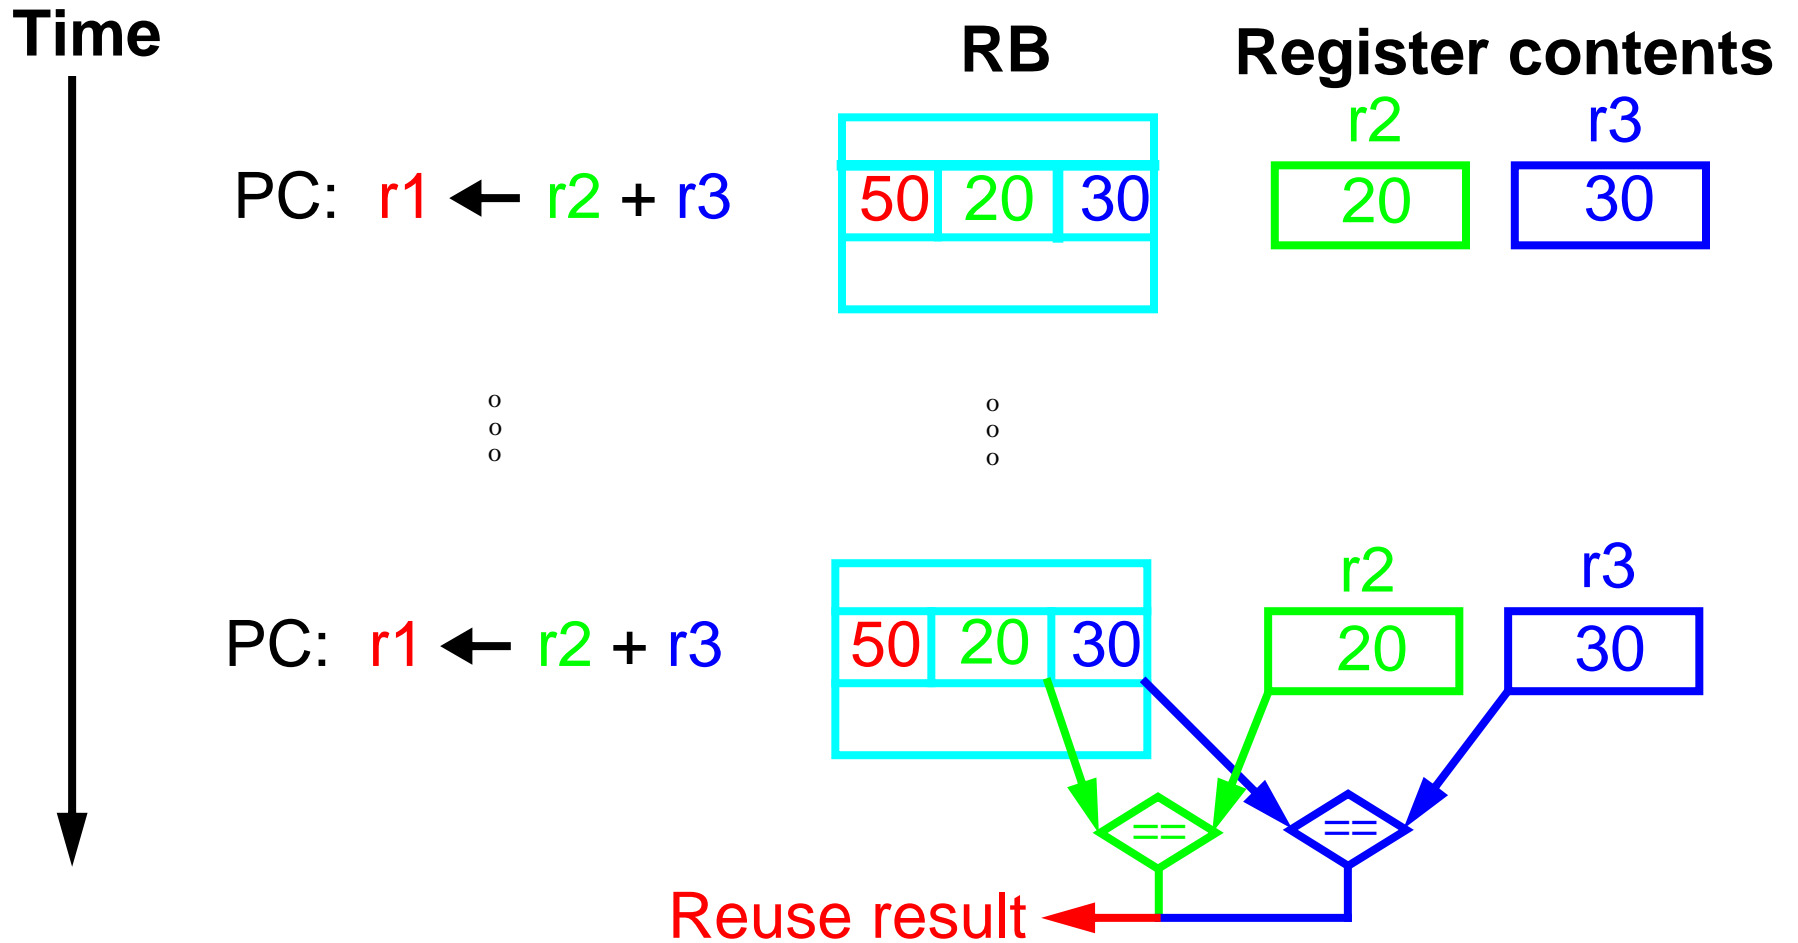 Time
RB
Register contents
r2 r3
PC: r1 ← r2 + r3
50 20 30
20 30
o o
o o
o o
r2 r3
PC: r1 ← r2 + r3
50 20 30
20 30
== ==
Reuse result